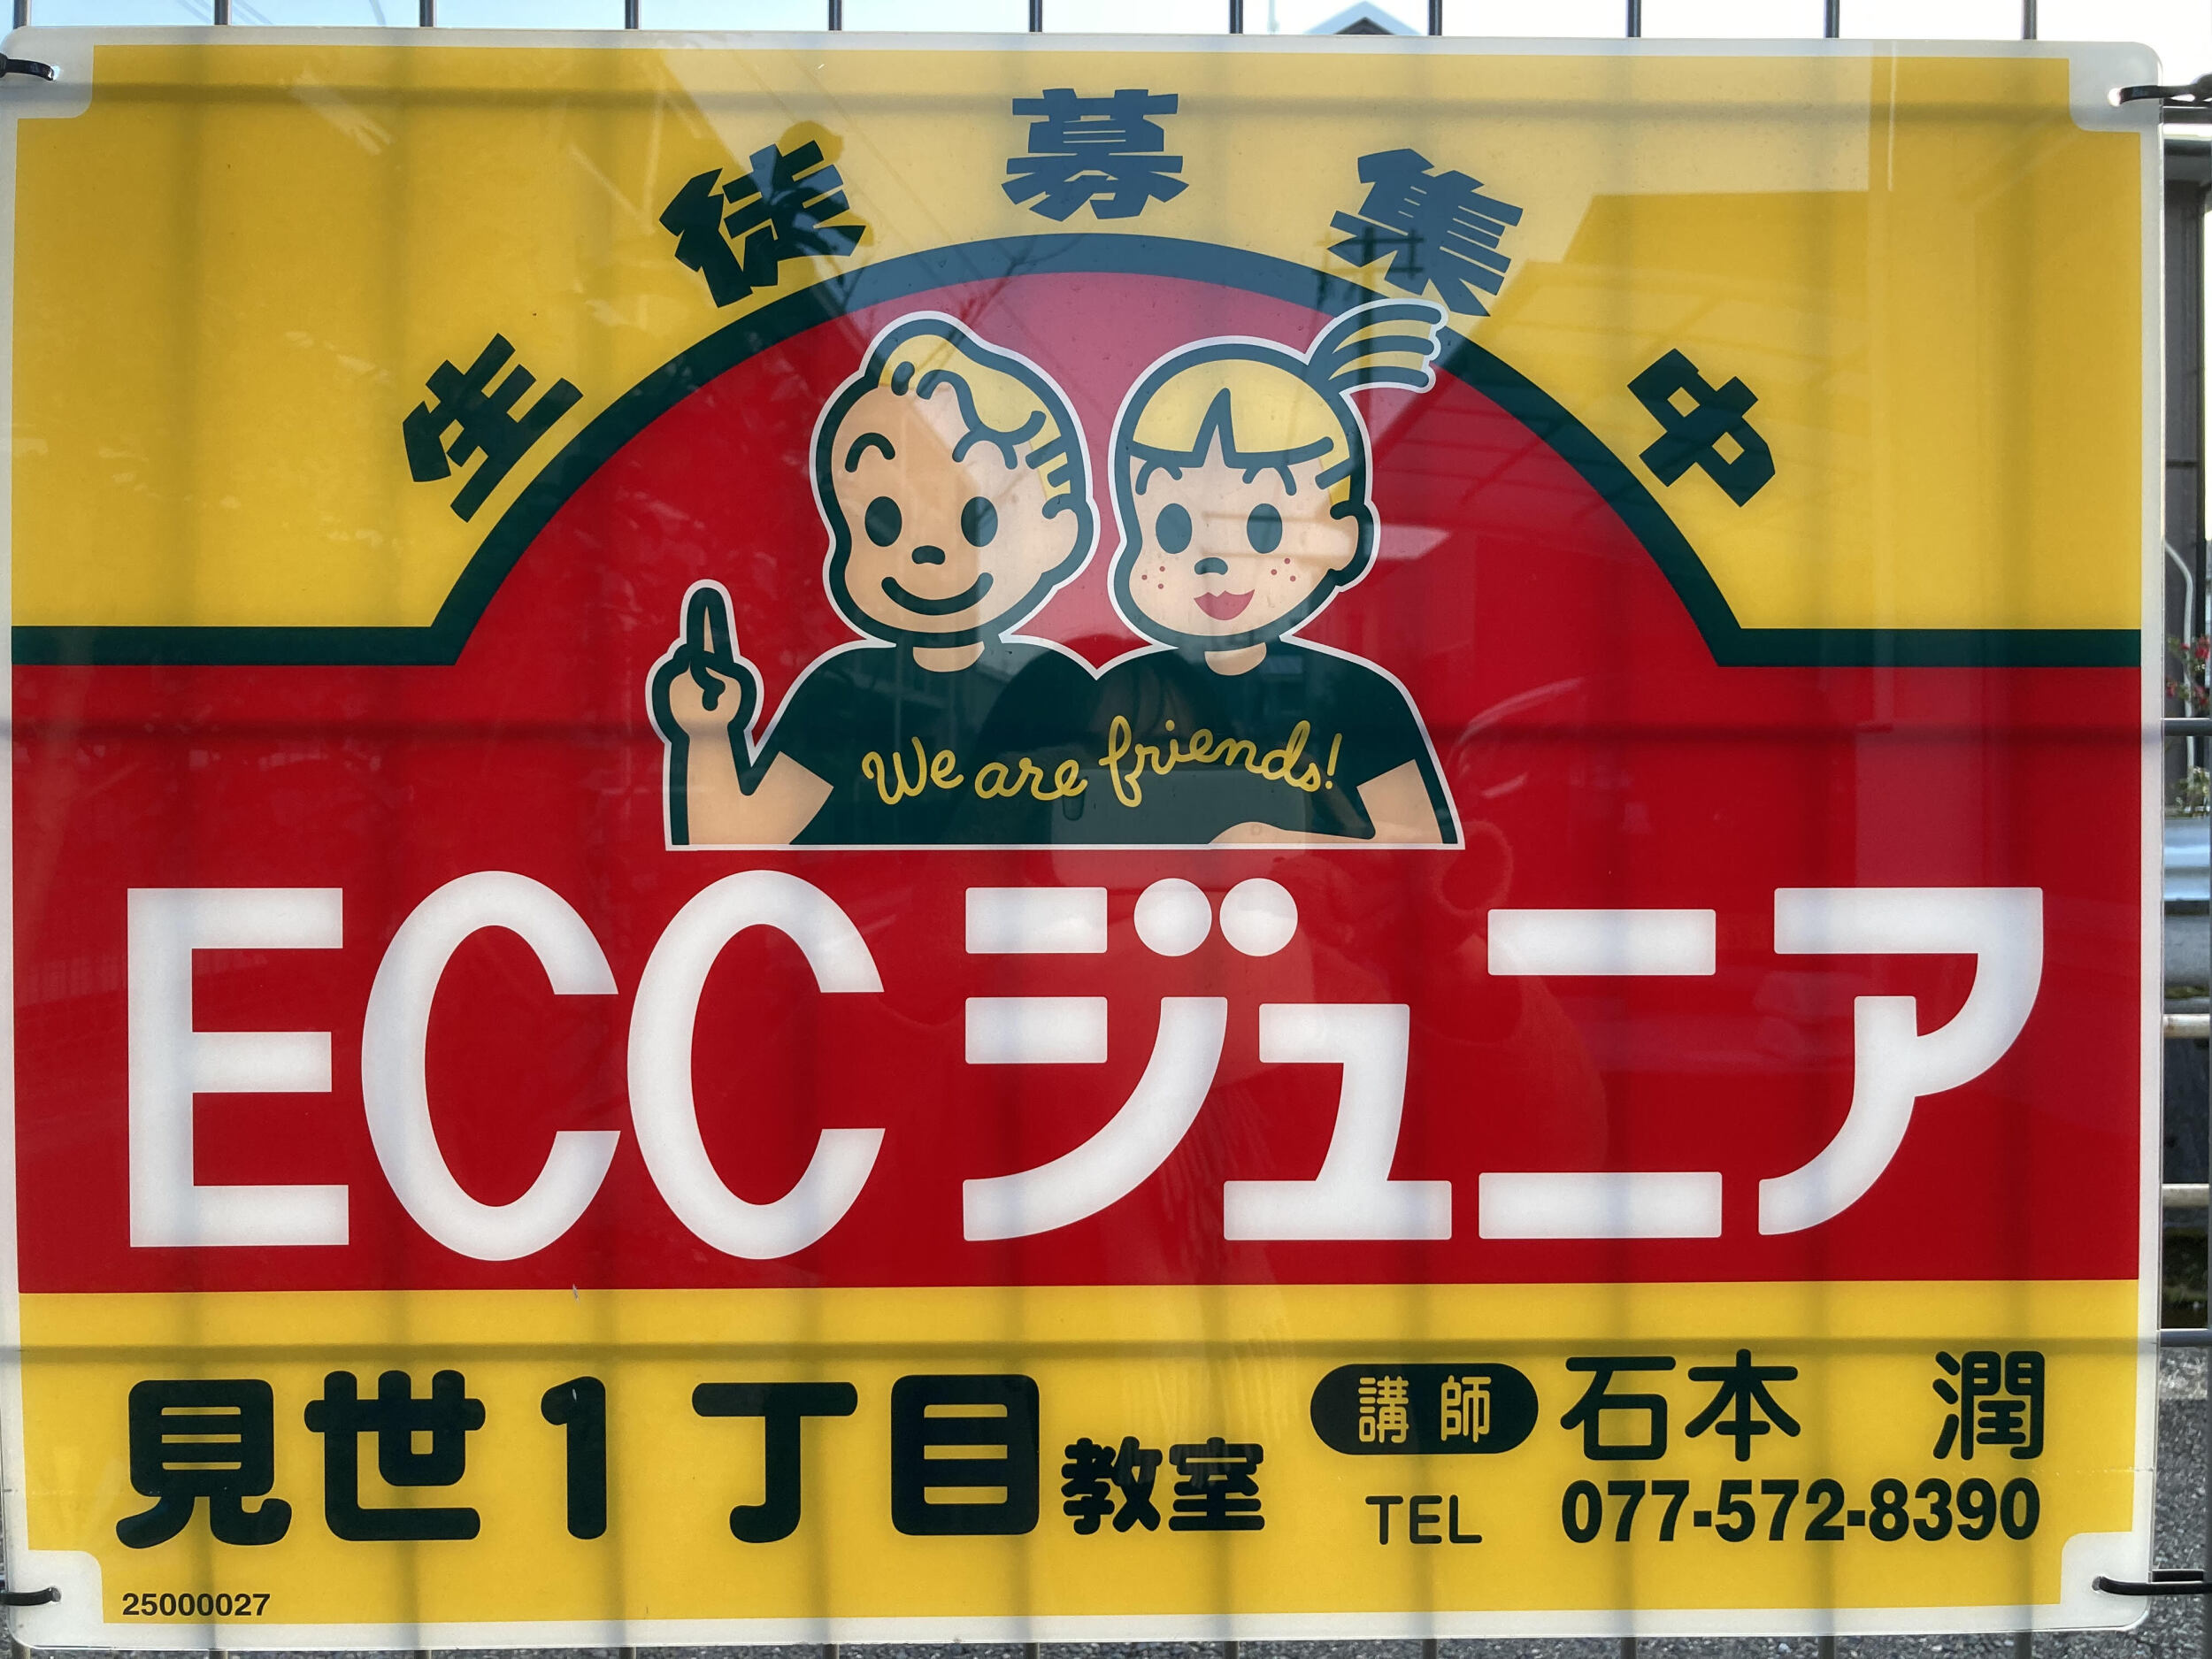 生徒募集中
We are friends!
ECCジュニア
見世1丁目教室
講師 石本 潤
TEL 077-572-8390
25000027